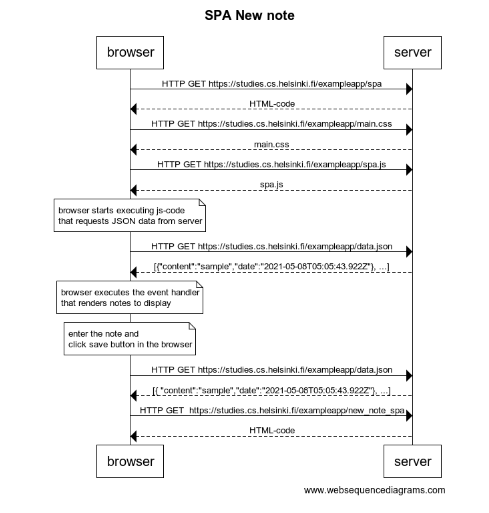 SPA New note
browser
server
HTTP GET https://studies.cs.helsinki.fi/exampleapp/spa
HTML-code
HTTP GET https://studies.cs.helsinki.fi/exampleapp/main.css
main.css
HTTP GET https://studies.cs.helsinki.fi/exampleapp/spa.js
spa.js
browser starts executing js-code
that requests JSON data from server
HTTP GET https://studies.cs.helsinki.fi/exampleapp/data.json
[{"content":"sample","date":"2021-05-08T05:05:43.922Z"}, ...]
browser executes the event handler
that renders notes to display
enter the note and
click save button in the browser
HTTP GET https://studies.cs.helsinki.fi/exampleapp/data.json
[{ "content":"sample","date":"2021-05-08T05:05:43.922Z"}, ...]
HTTP GET  https://studies.cs.helsinki.fi/exampleapp/new_note_spa
HTML-code
browser
server
www.websequencediagrams.com